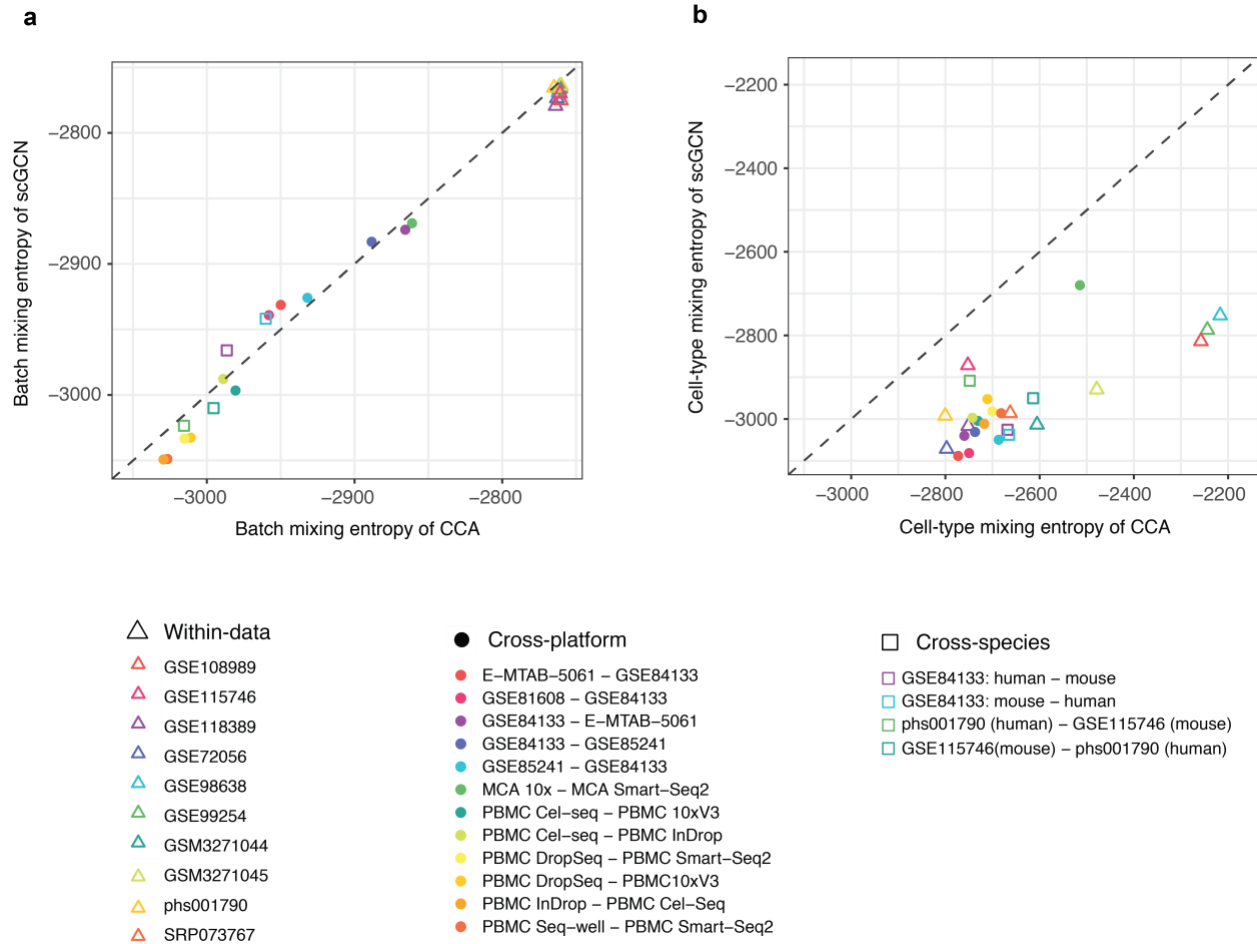 a
b
Batch mixing entropy of scGCN
−2800
−2900
−3000
−3000
−2900
−2800
Batch mixing entropy of CCA
Cell−type mixing entropy of scGCN
−2200
−2400
−2600
−2800
−3000
−3000
−2800
−2600
−2400
−2200
Cell−type mixing entropy of CCA
Within−data
GSE108989
GSE115746
GSE118389
GSE72056
GSE98638
GSE99254
GSM3271044
GSM3271045
phs001790
SRP073767
Cross−platform
E−MTAB−5061 − GSE84133
GSE81608 − GSE84133
GSE84133 − E−MTAB−5061
GSE84133 − GSE85241
GSE85241 − GSE84133
MCA 10x − MCA Smart−Seq2
PBMC Cel−seq − PBMC 10xV3
PBMC Cel−seq − PBMC InDrop
PBMC DropSeq − PBMC Smart−Seq2
PBMC DropSeq − PBMC10xV3
PBMC InDrop − PBMC Cel−Seq
PBMC Seq−well − PBMC Smart−Seq2
Cross−species
GSE84133: human − mouse
GSE84133: mouse − human
phs001790 (human) − GSE115746 (mouse)
GSE115746(mouse) − phs001790 (human)